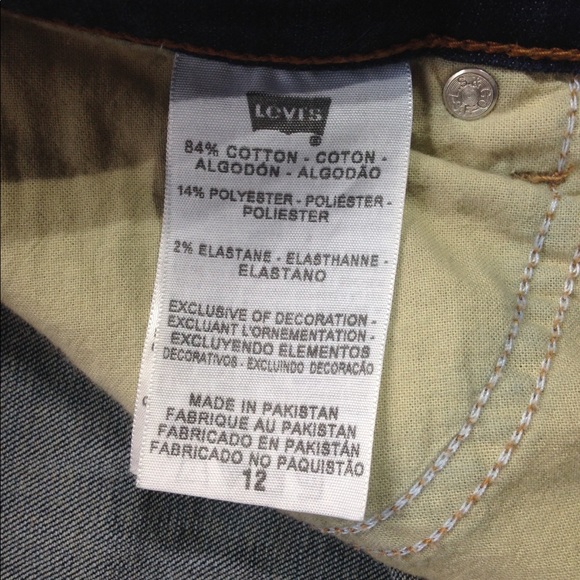 LEVI'S
®
84% COTTON - COTON -
ALGODÓN - ALGODÃO
14% POLYESTER - POLIÉSTER -
POLIESTER
2% ELASTANE - ELASTHANNE -
ELASTANO
EXCLUSIVE OF DECORATION -
EXCLUANT L'ORNEMENTATION -
EXCLUYENDO ELEMENTOS
DECORATIVOS - EXCLUINDO DECORAÇÃO
MADE IN PAKISTAN
FABRIQUE AU PAKISTAN
FABRICADO EN PAKISTÁN
FABRICADO NO PAQUISTÃO
12